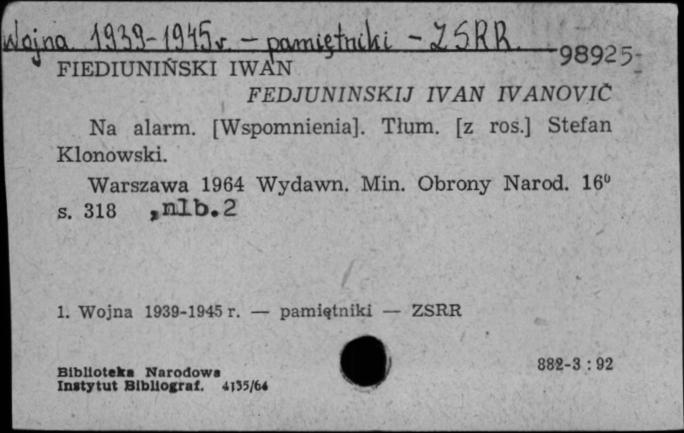 Wojna 1939-1945r. - pamiętniki - ZSRR.
98925-
FIEDIUNIŃSKI IWAN
FEDJUNINSKIJ IVAN IVANOVIČ
Na alarm. [Wspomnienia]. Tłum. [z ros.] Stefan
Klonowski.
Warszawa 1964 Wydawn. Min. Obrony Narod. 16⁰
s. 318 ,nlb.2
1. Wojna 1939-1945 r. — pamiętniki — ZSRR
882-3 : 92
Biblioteka Narodowa
Instytut Bibliograf. 4135/64